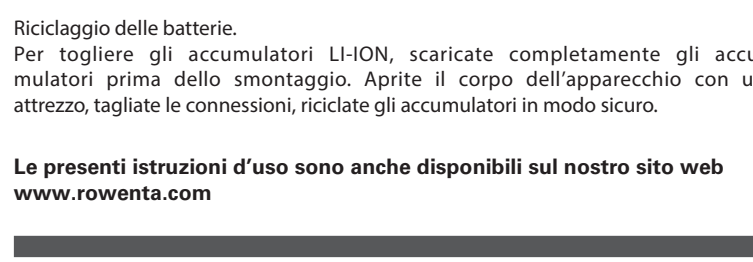 Riciclaggio delle batterie.
Per togliere gli accumulatori LI-ION, scaricate completamente gli accu
mulatori prima dello smontaggio. Aprite il corpo dell’apparecchio con u
attrezzo, tagliate le connessioni, riciclate gli accumulatori in modo sicuro.
Le presenti istruzioni d’uso sono anche disponibili sul nostro sito web
www.rowenta.com